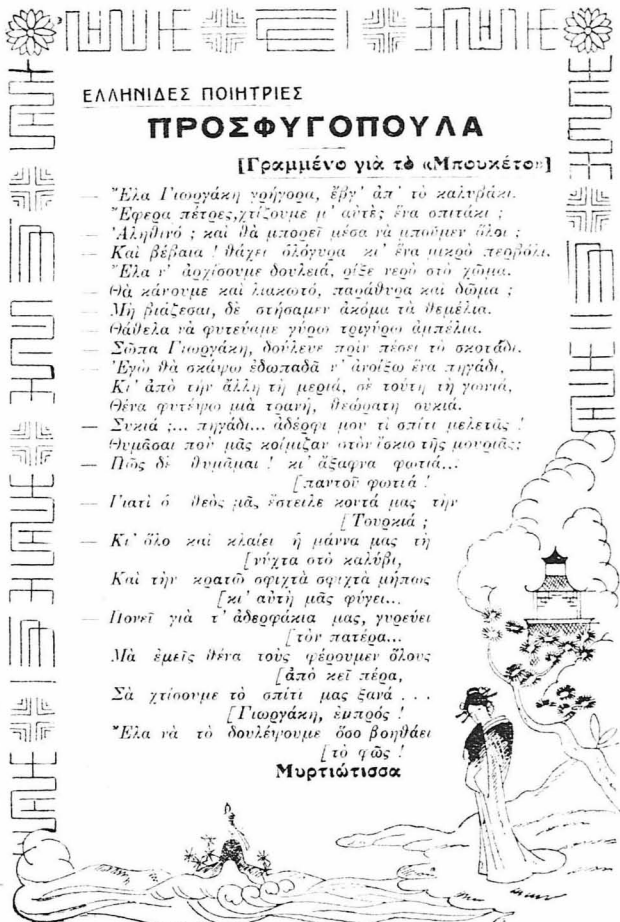 ΕΛΛΗΝΙΔΕΣ ΠΟΙΗΤΡΙΕΣ
ΠΡΟΣΦΥΓΟΠΟΥΛΑ
[Γραμμένο γιὰ τὸ «Μπουκέτο»]
— Ἔλα Γιωργάκη γρήγορα, ἔβγ' ἀπ' τὸ καλυβάκι.
Ἔφερα πέτρες, χτίζουμε μ' αὐτὲς ἕνα σπιτάκι ;
— Ἀληθινό ; καὶ θὰ μπορεῖ μέσα νὰ μποῦμεν ὅλοι ;
— Καὶ βέβαια ! θἄχει ὁλόγυρα κι' ἕνα μικρὸ περβόλι.
Ἔλα ν' ἀρχίσουμε δουλειά, ρίξε νερὸ στὸ χῶμα.
— Θὰ κάνουμε καὶ λιακωτό, παράθυρα καὶ δῶμα ;
— Μὴ βιάζεσαι, δὲ στήσαμεν ἀκόμα τὰ θεμέλια.
— Θἄθελα νὰ φυτεύαμε γύρω τριγύρω ἀμπέλια.
— Σῶπα Γιωργάκη, δούλευε πρὶν πέσει τὸ σκοτάδι.
— Ἐγὼ θὰ σκάψω ἐδωπαδὰ ν' ἀνοίξω ἕνα πηγάδι,
Κι' ἀπὸ τὴν ἄλλη τὴ μεριά, σὲ τούτη τὴ γωνιά,
Θένα φυτέψω μιὰ τρανή, θεώρατη συκιά.
— Συκιά ;... πηγάδι... ἀδέρφι μου τί σπίτι μελετᾶς !
Θυμᾶσαι ποὺ μᾶς κοίμιζαν στὸν ἴσκιο τῆς μουριᾶς;
— Πῶς δὲ θυμᾶμαι ! κι' ἄξαφνα φωτιά...
[παντοῦ φωτιά !
— Γιατί ὁ θεὸς μᾶς ἔστειλε κοντά μας τὴν
[Τουρκιά ;
— Κι' ὅλο καὶ κλαίει ἡ μάννα μας τὴ
[νύχτα στὸ καλύβι,
Καὶ τὴν κρατῶ σφιχτὰ σφιχτὰ μήπως
[κι' αὐτὴ μᾶς φύγει...
— Πονεῖ γιὰ τ' ἀδερφάκια μας, γυρεύει
[τὸν πατέρα...
Μὰ ἐμεῖς θένα τοὺς φέρουμεν ὅλους
[ἀπὸ κεῖ πέρα,
Σὰ χτίσουμε τὸ σπίτι μας ξανά . . .
[Γιωργάκη, ἐμπρός !
Ἔλα νὰ τὸ δουλέψουμε ὅσο βοηθάει
[τὸ φῶς !
Μυρτιώτισσα